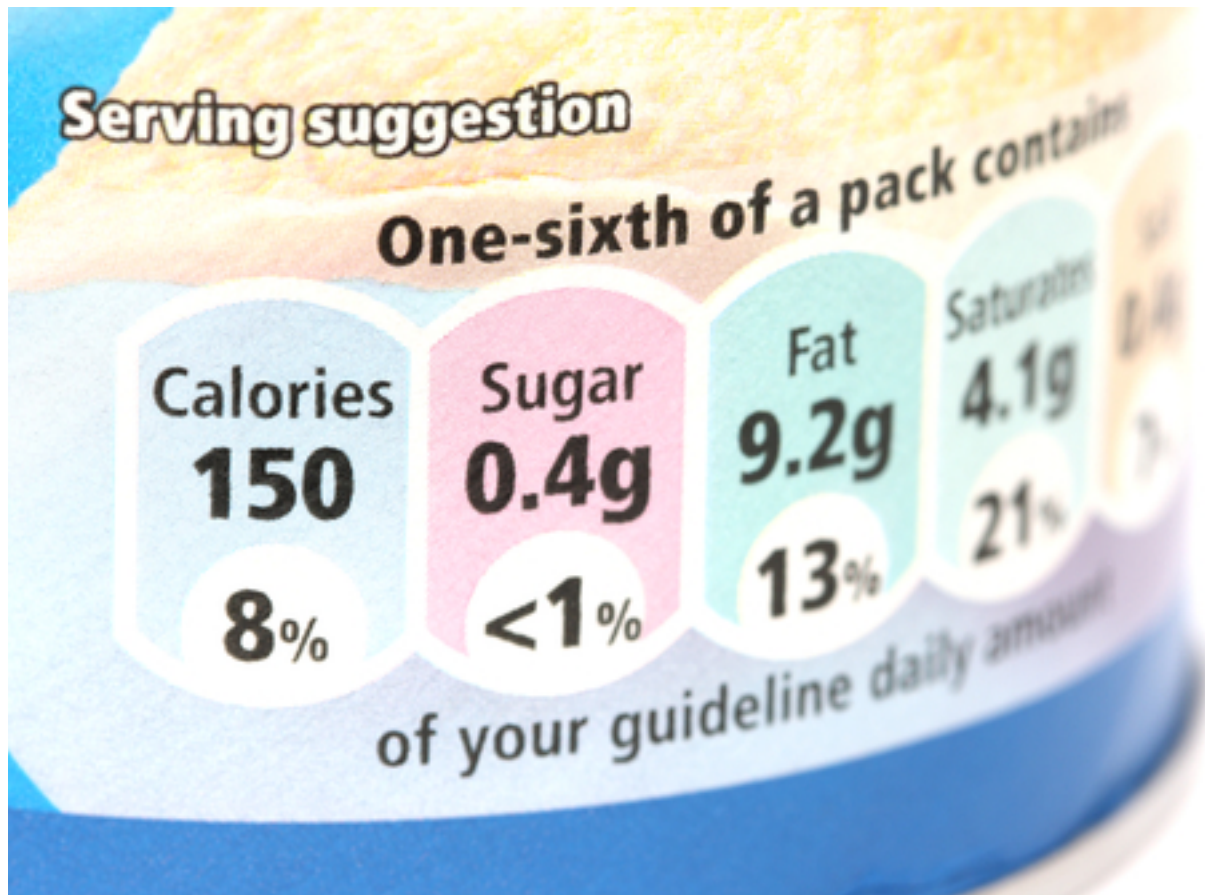 Serving suggestion
One-sixth of a pack contains
Calories
150
8%
Sugar
0.4g
<1%
Fat
9.2g
13%
Saturates
4.1g
21%
of your guideline daily amount